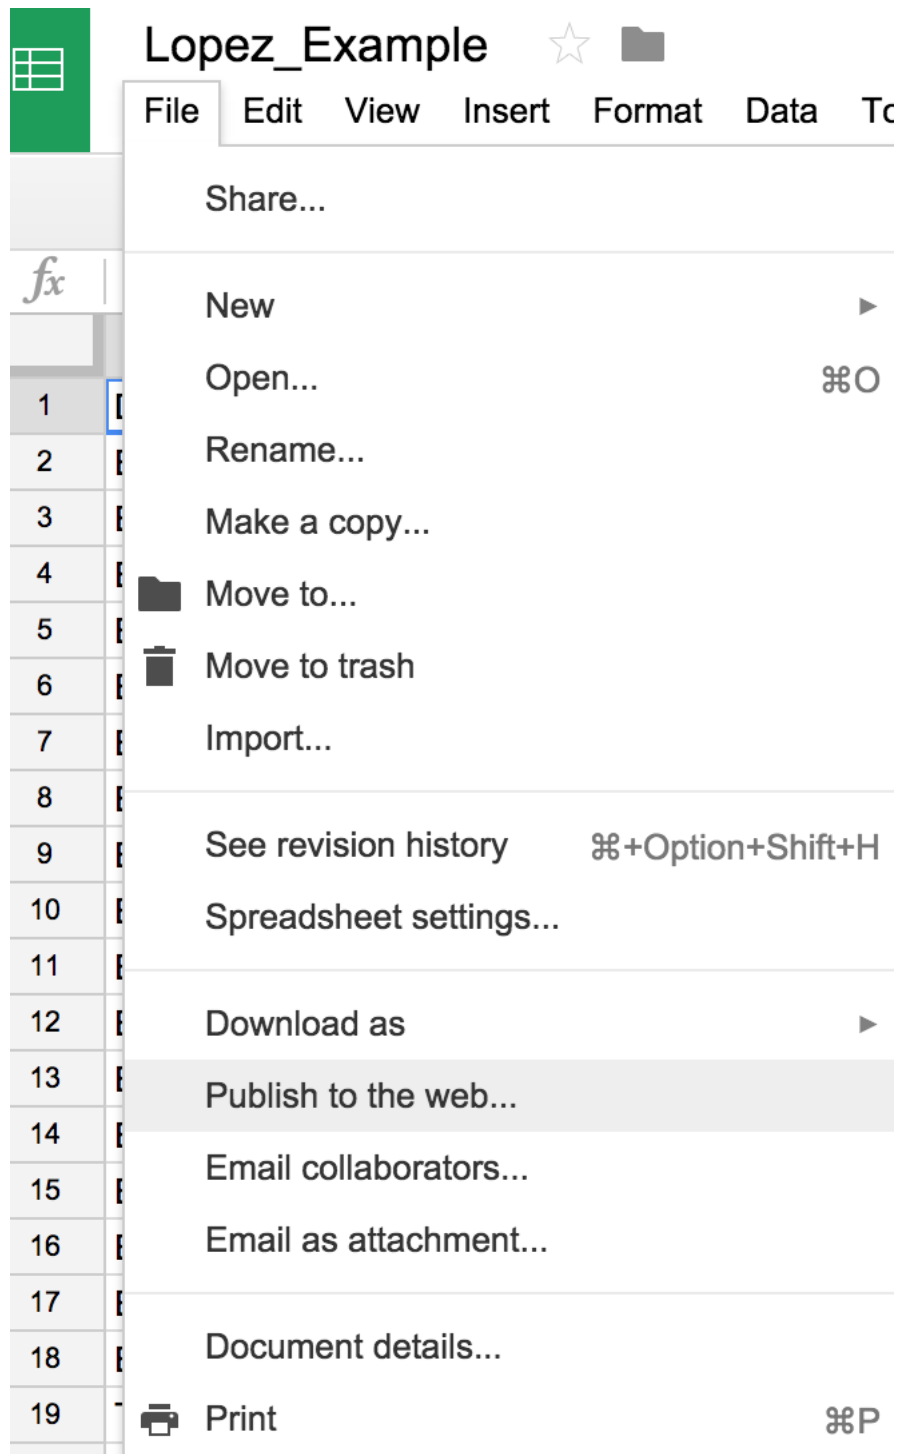 Lopez_Example
File Edit View Insert Format Data
Share...
fx
New
Open... ⌘O
Rename...
Make a copy...
Move to...
Move to trash
Import...
See revision history ⌘+Option+Shift+H
Spreadsheet settings...
Download as
Publish to the web...
Email collaborators...
Email as attachment...
Document details...
Print ⌘P
1
2
3
4
5
6
7
8
9
10
11
12
13
14
15
16
17
18
19